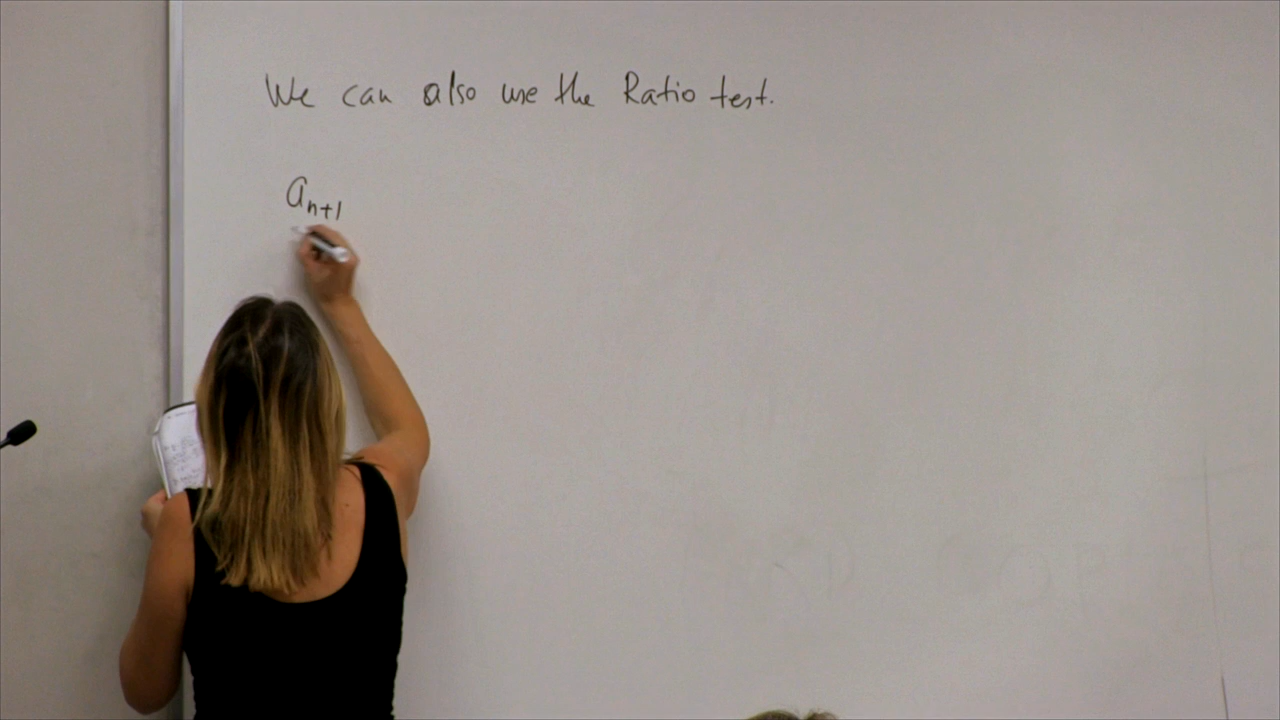 We can also use the Ratio test.
a_{n+1}